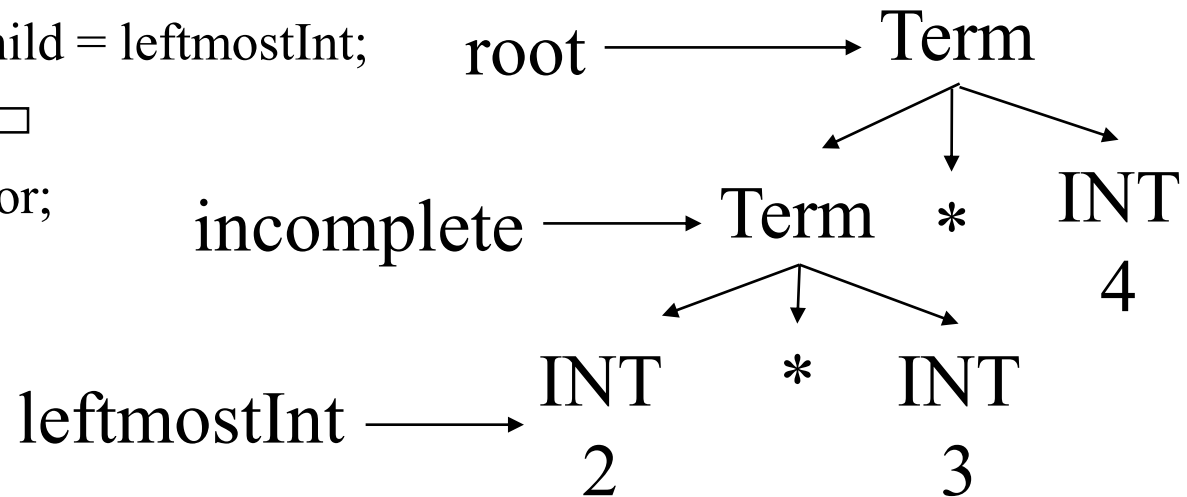 ild = leftmostInt;
root Term
or;
incomplete Term * INT
4
leftmostInt INT * INT
2 3